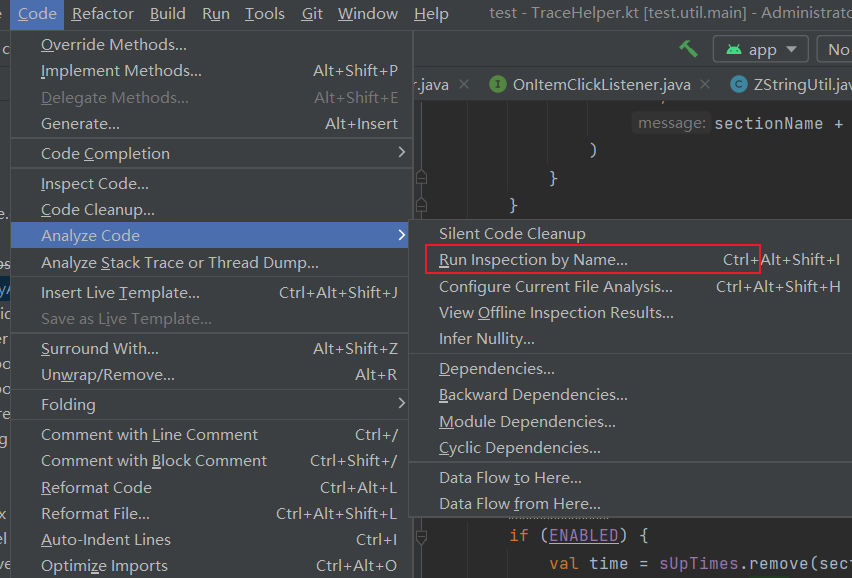 Code Refactor Build Run Tools Git Window Help test - TraceHelper.kt [test.util.main] - Administrato
app No
r.java OnItemClickListener.java ZStringUtil.jav
Override Methods...
Implement Methods... Alt+Shift+P
Delegate Methods... Alt+Shift+E
Generate... Alt+Insert
Code Completion
Inspect Code...
Code Cleanup...
Analyze Code
Analyze Stack Trace or Thread Dump...
Insert Live Template... Ctrl+Alt+Shift+J
Save as Live Template...
Surround With... Alt+Shift+Z
Unwrap/Remove... Alt+R
Folding
Comment with Line Comment Ctrl+/
Comment with Block Comment Ctrl+Shift+/
Reformat Code Ctrl+Alt+L
Reformat File... Ctrl+Alt+Shift+L
Auto-Indent Lines Ctrl+I
Optimize Imports Ctrl+Alt+O
message: sectionName +
)
}
}
Silent Code Cleanup
Run Inspection by Name... Ctrl+Alt+Shift+I
Configure Current File Analysis... Ctrl+Alt+Shift+H
View Offline Inspection Results...
Infer Nullity...
Dependencies...
Backward Dependencies...
Module Dependencies...
Cyclic Dependencies...
Data Flow to Here...
Data Flow from Here...
if (ENABLED) {
val time = sUpTimes.remove(sect